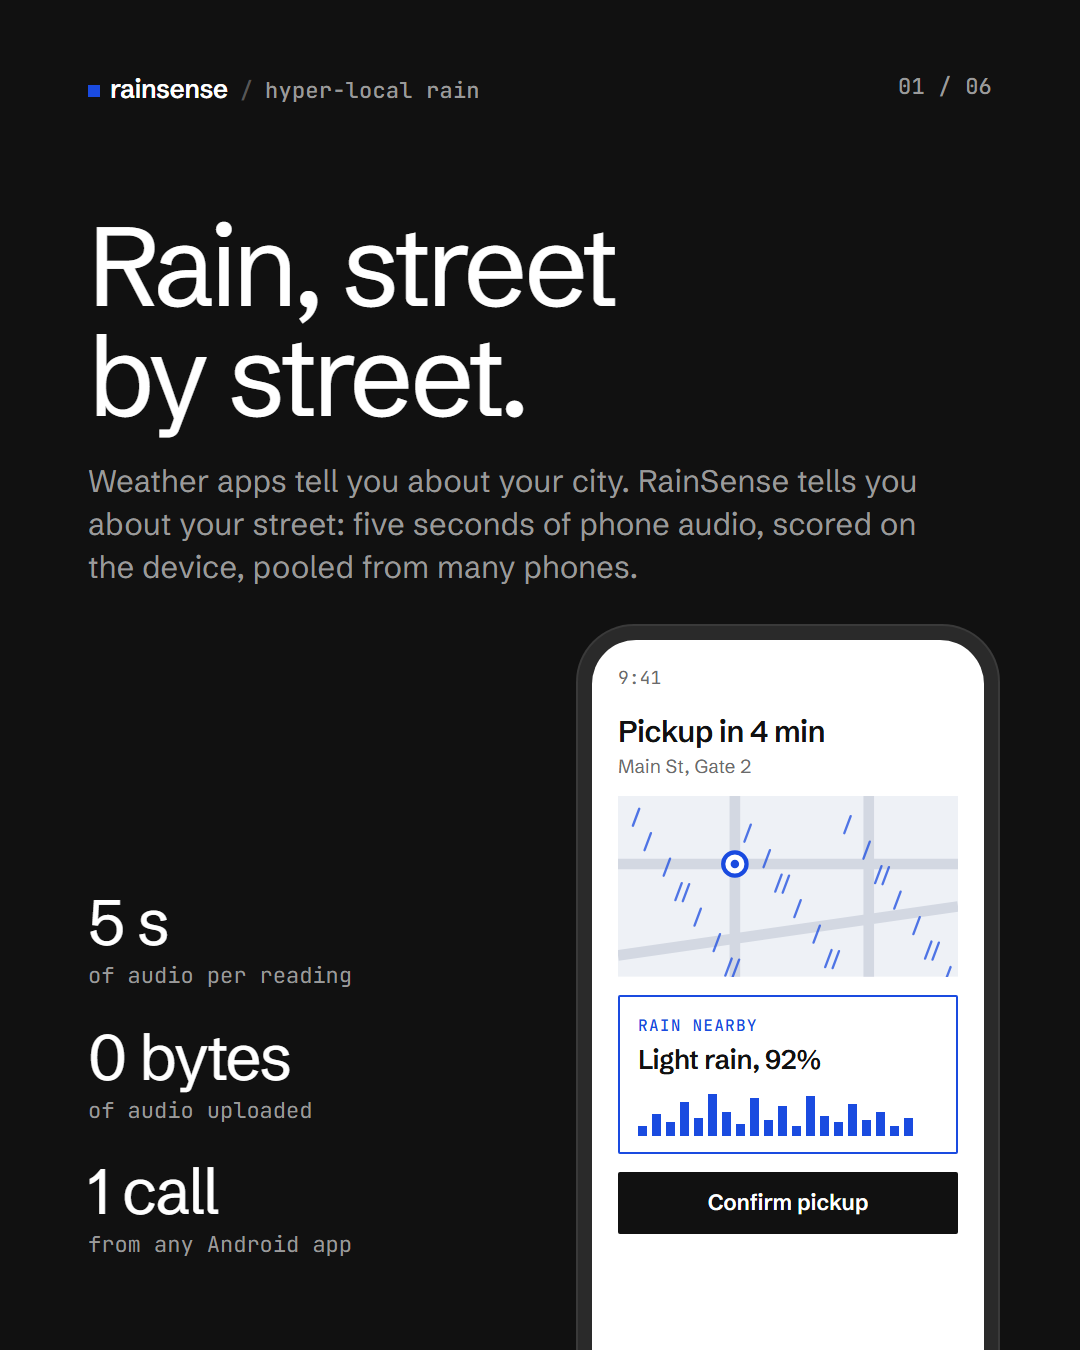 rainsense / hyper-local rain
01 / 06
Rain, street
by street.
Weather apps tell you about your city. RainSense tells you
about your street: five seconds of phone audio, scored on
the device, pooled from many phones.
5 s
of audio per reading
0 bytes
of audio uploaded
1 call
from any Android app
9:41
Pickup in 4 min
Main St, Gate 2
RAIN NEARBY
Light rain, 92%
Confirm pickup